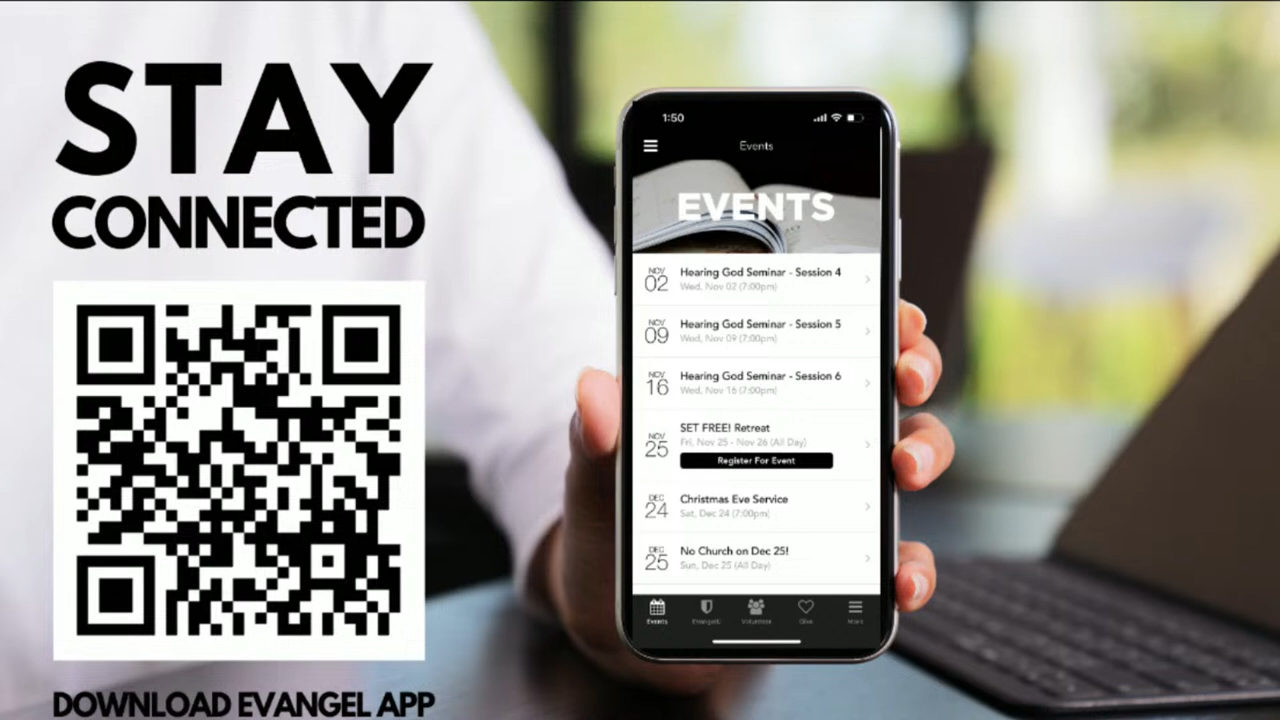 STAY
CONNECTED
DOWNLOAD EVANGEL APP
1:50
Events
EVENTS
NOV
02
Hearing God Seminar - Session 4
Wed, Nov 02 (7:00pm)
NOV
09
Hearing God Seminar - Session 5
Wed, Nov 09 (7:00pm)
NOV
16
Hearing God Seminar - Session 6
Wed, Nov 16 (7:00pm)
NOV
25
SET FREE! Retreat
Fri, Nov 25 - Nov 26 (All Day)
Register For Event
DEC
24
Christmas Eve Service
Sat, Dec 24 (7:00pm)
DEC
25
No Church on Dec 25!
Sun, Dec 25 (All Day)
Events
EvangelU
Volunteer
Give
More